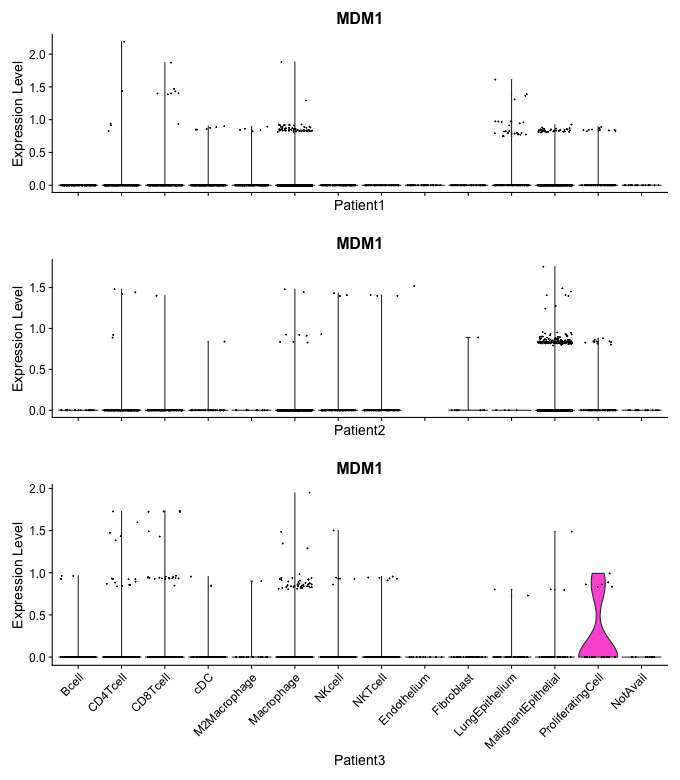 MDM1
Expression Level
2.0
1.5
1.0
0.5
0.0
Patient1
MDM1
Expression Level
1.5
1.0
0.5
0.0
Patient2
MDM1
Expression Level
2.0
1.5
1.0
0.5
0.0
Bcell
CD4Tcell
CD8Tcell
cDC
M2Macrophage
Macrophage
NKcell
NKTcell
Endothelium
Fibroblast
LungEpithelium
MalignantEpithelial
ProliferatingCell
NotAvail
Patient3